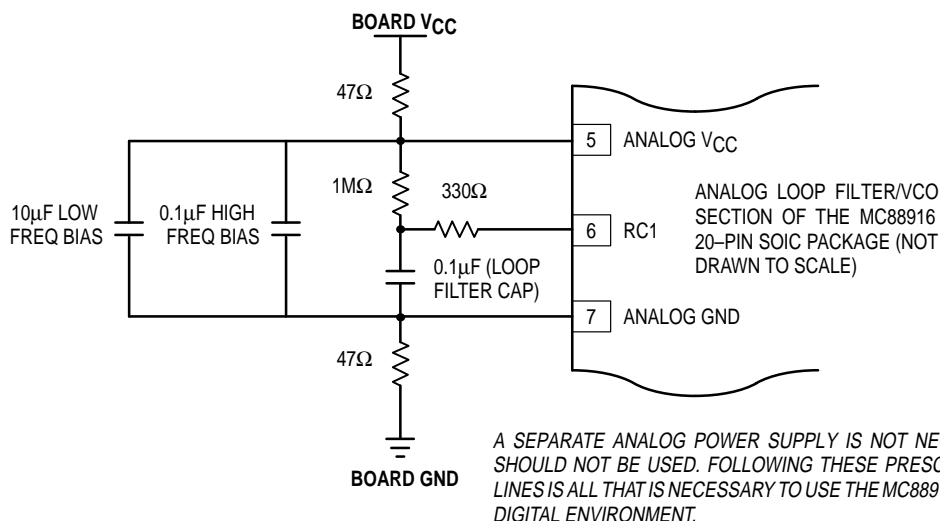 BOARD VCC
47Ω
5 ANALOG VCC
1MΩ
330Ω
10µF LOW
FREQ BIAS
0.1µF HIGH
FREQ BIAS
6 RC1
ANALOG LOOP FILTER/VCO
SECTION OF THE MC88916
20–PIN SOIC PACKAGE (NOT
DRAWN TO SCALE)
0.1µF (LOOP
FILTER CAP)
7 ANALOG GND
47Ω
BOARD GND
A SEPARATE ANALOG POWER SUPPLY IS NOT NE
SHOULD NOT BE USED. FOLLOWING THESE PRESC
LINES IS ALL THAT IS NECESSARY TO USE THE MC889
DIGITAL ENVIRONMENT.